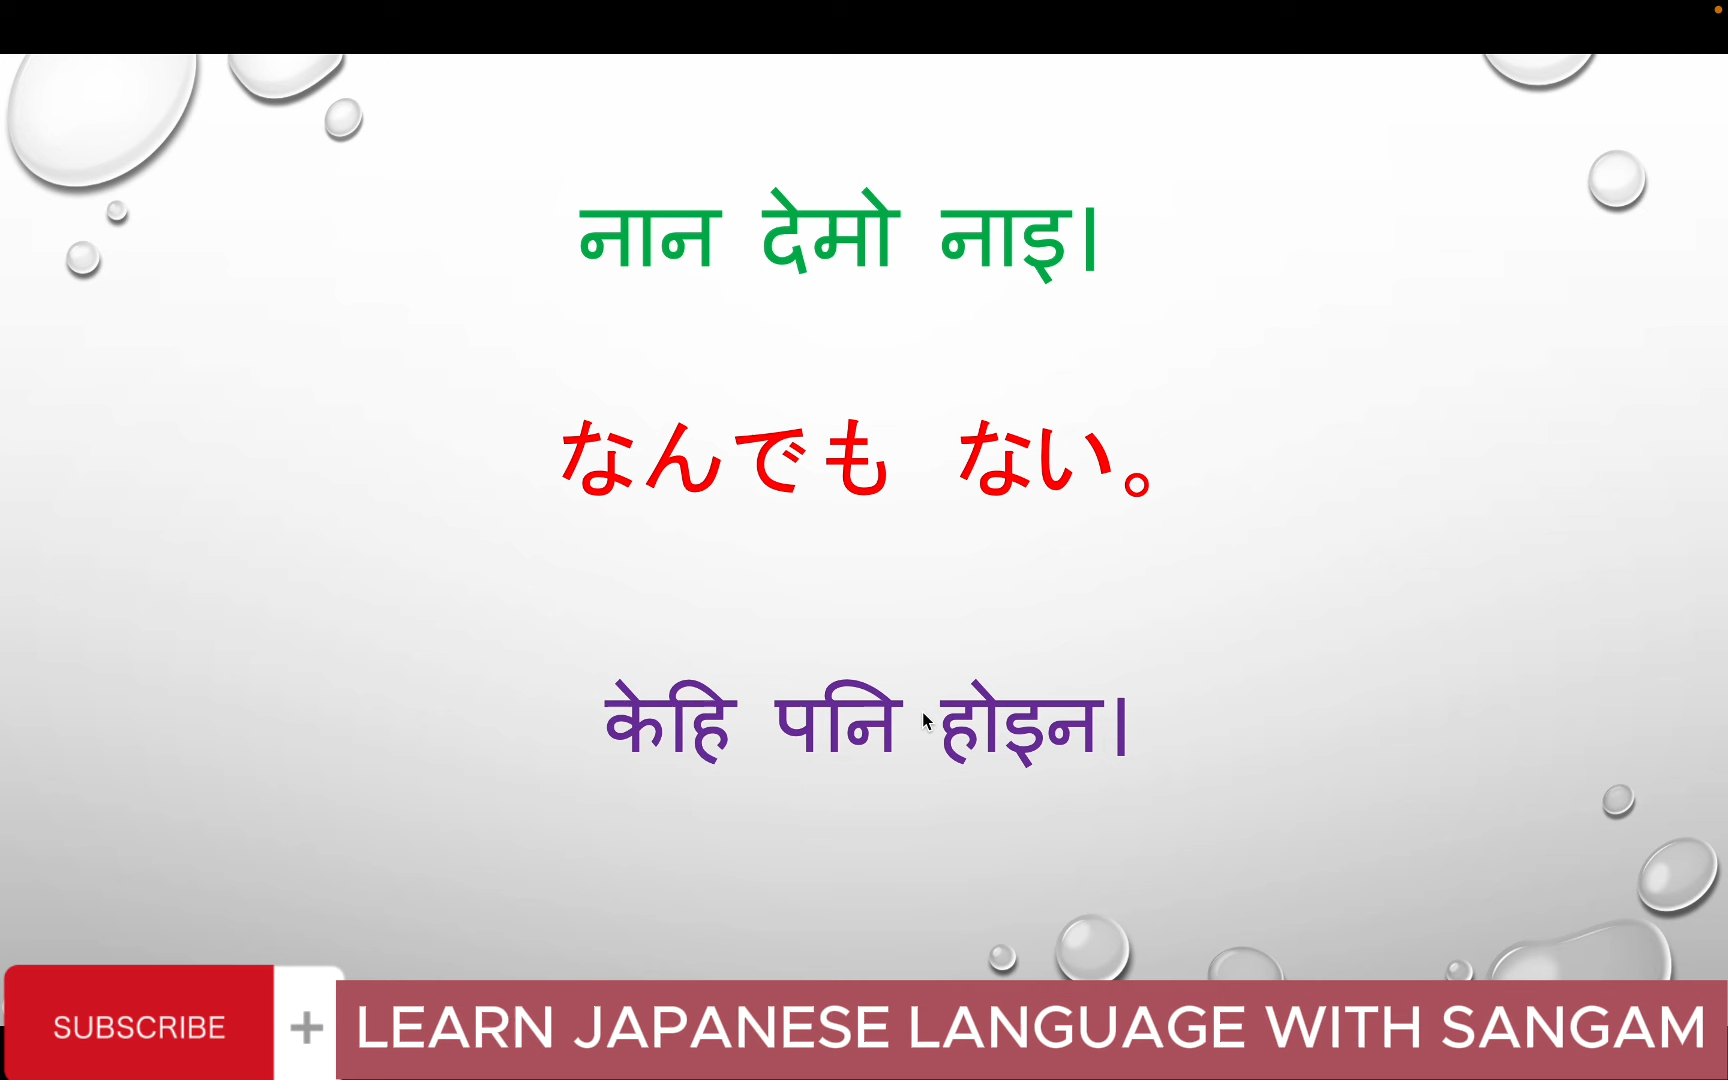 नान देमो नाइ।
なんでも ない。
केहि पनि होइन।
SUBSCRIBE +
LEARN JAPANESE LANGUAGE WITH SANGAM